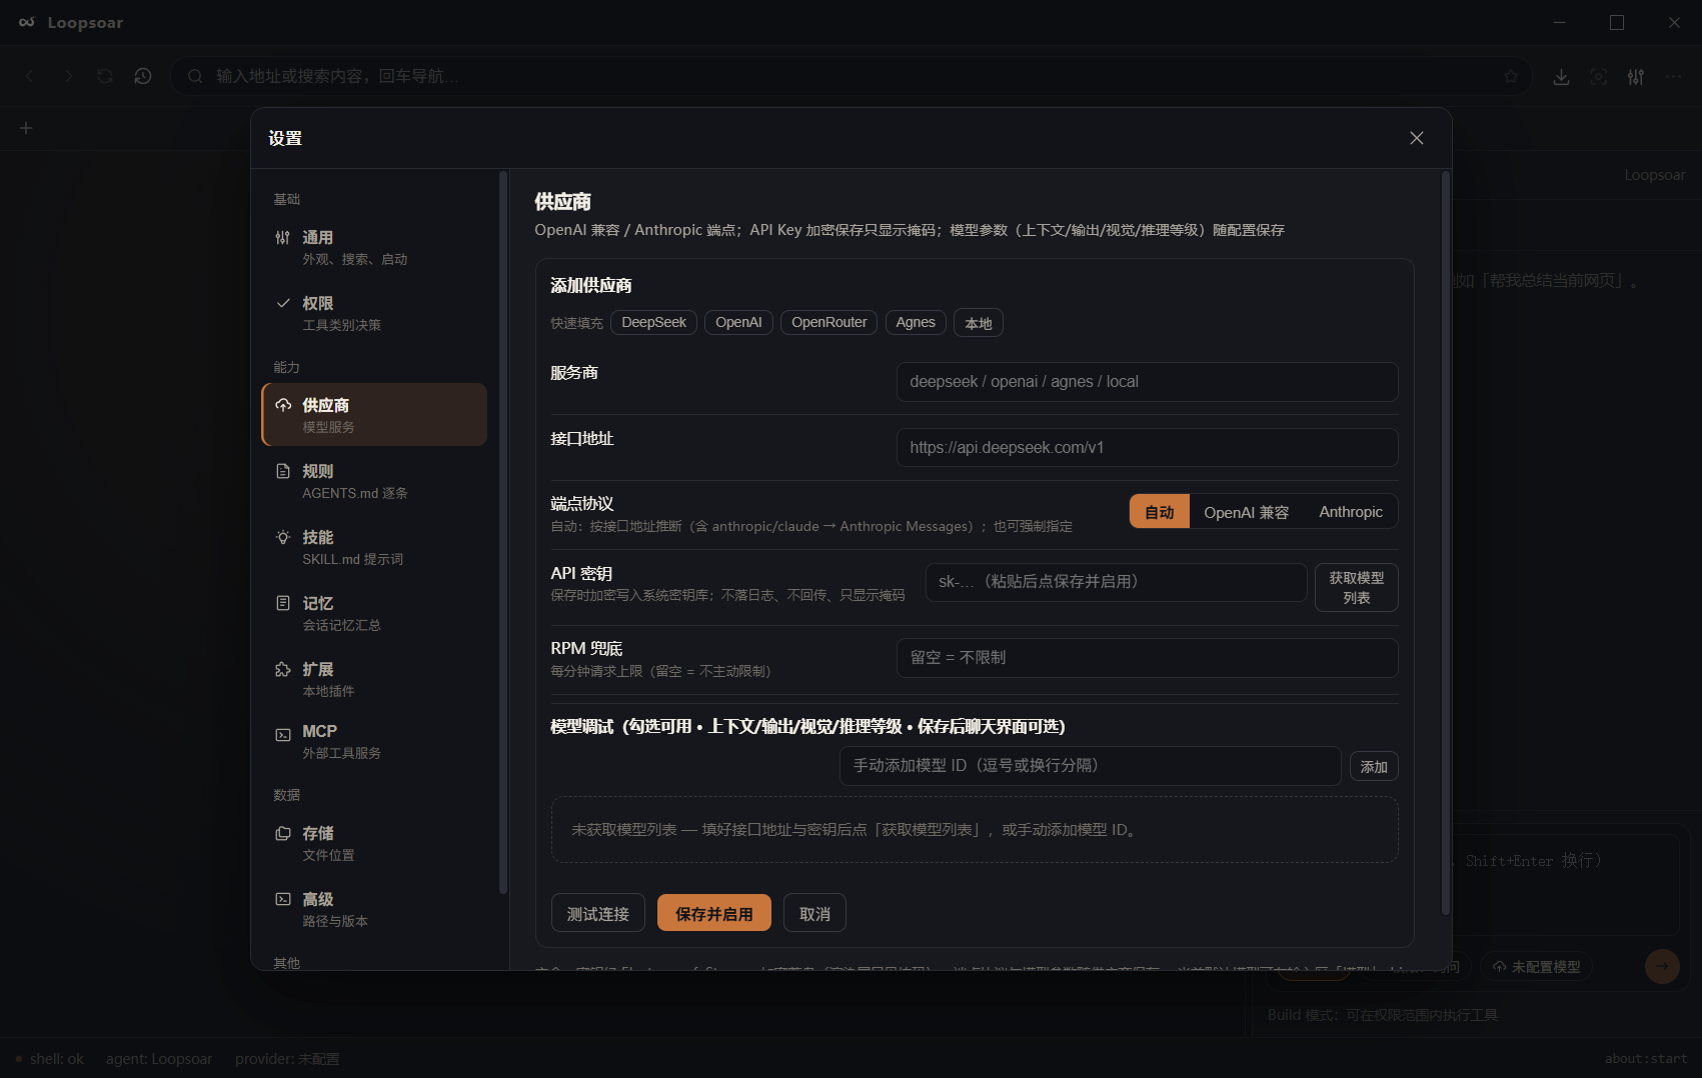 Loopsoar
输入地址或搜索内容，回车导航...
设置
Loopsoar
基础
通用
外观、搜索、启动
权限
工具类别决策
能力
供应商
模型服务
规则
AGENTS.md 逐条
技能
SKILL.md 提示词
记忆
会话记忆汇总
扩展
本地插件
MCP
外部工具服务
数据
存储
文件位置
高级
路径与版本
其他
供应商
OpenAI 兼容 / Anthropic 端点；API Key 加密保存只显示掩码；模型参数（上下文/输出/视觉/推理等级）随配置保存
添加供应商
快速填充 DeepSeek OpenAI OpenRouter Agnes 本地
服务商
deepseek / openai / agnes / local
接口地址
https://api.deepseek.com/v1
端点协议
自动：按接口地址推断（含 anthropic/claude → Anthropic Messages）；也可强制指定
自动 OpenAI 兼容 Anthropic
API 密钥
保存时加密写入系统密钥库；不落日志、不回传、只显示掩码
sk-...（粘贴后点保存并启用）
获取模型
列表
RPM 兜底
每分钟请求上限（留空 = 不主动限制）
留空 = 不限制
模型调试（勾选可用 • 上下文/输出/视觉/推理等级 • 保存后聊天界面可选）
手动添加模型 ID（逗号或换行分隔）
添加
未获取模型列表 — 填好接口地址与密钥后点「获取模型列表」，或手动添加模型 ID。
测试连接 保存并启用 取消
如「帮我总结当前网页」。
Shift+Enter 换行）
问
未配置模型
Build 模式：可在权限范围内执行工具
shell: ok agent: Loopsoar provider: 未配置
about:start